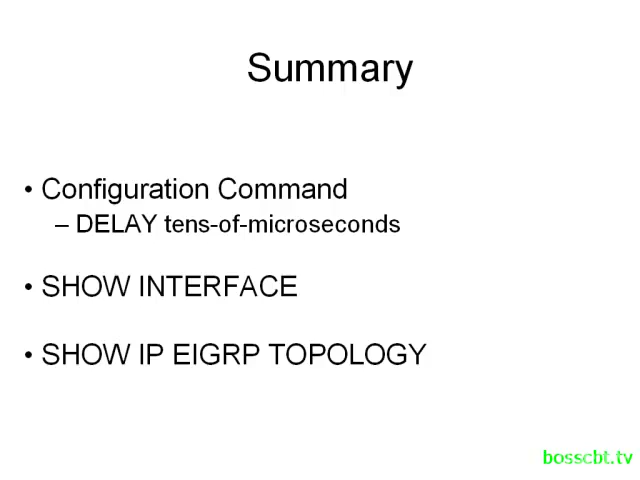 Summary
• Configuration Command
– DELAY tens-of-microseconds
• SHOW INTERFACE
• SHOW IP EIGRP TOPOLOGY
bosscbt.tv